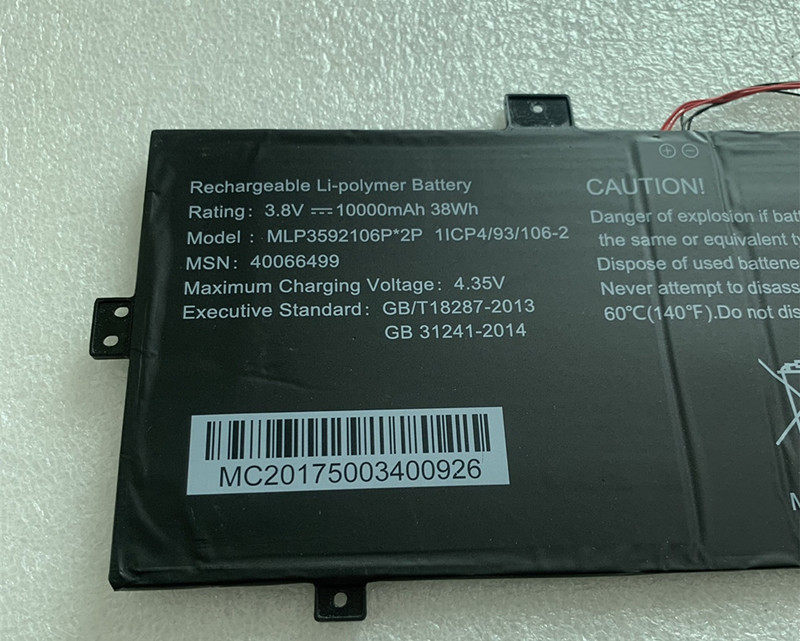 Rechargeable Li-polymer Battery
Rating: 3.8V ⎓ 10000mAh 38Wh
Model : MLP3592106P*2P 1ICP4/93/106-2
MSN: 40066499
Maximum Charging Voltage: 4.35V
Executive Standard: GB/T18287-2013
GB 31241-2014
MC20175003400926
CAUTION!
Danger of explosion if
the same or equivalent
Dispose of used
Never attempt to
60℃(140℉).Do not